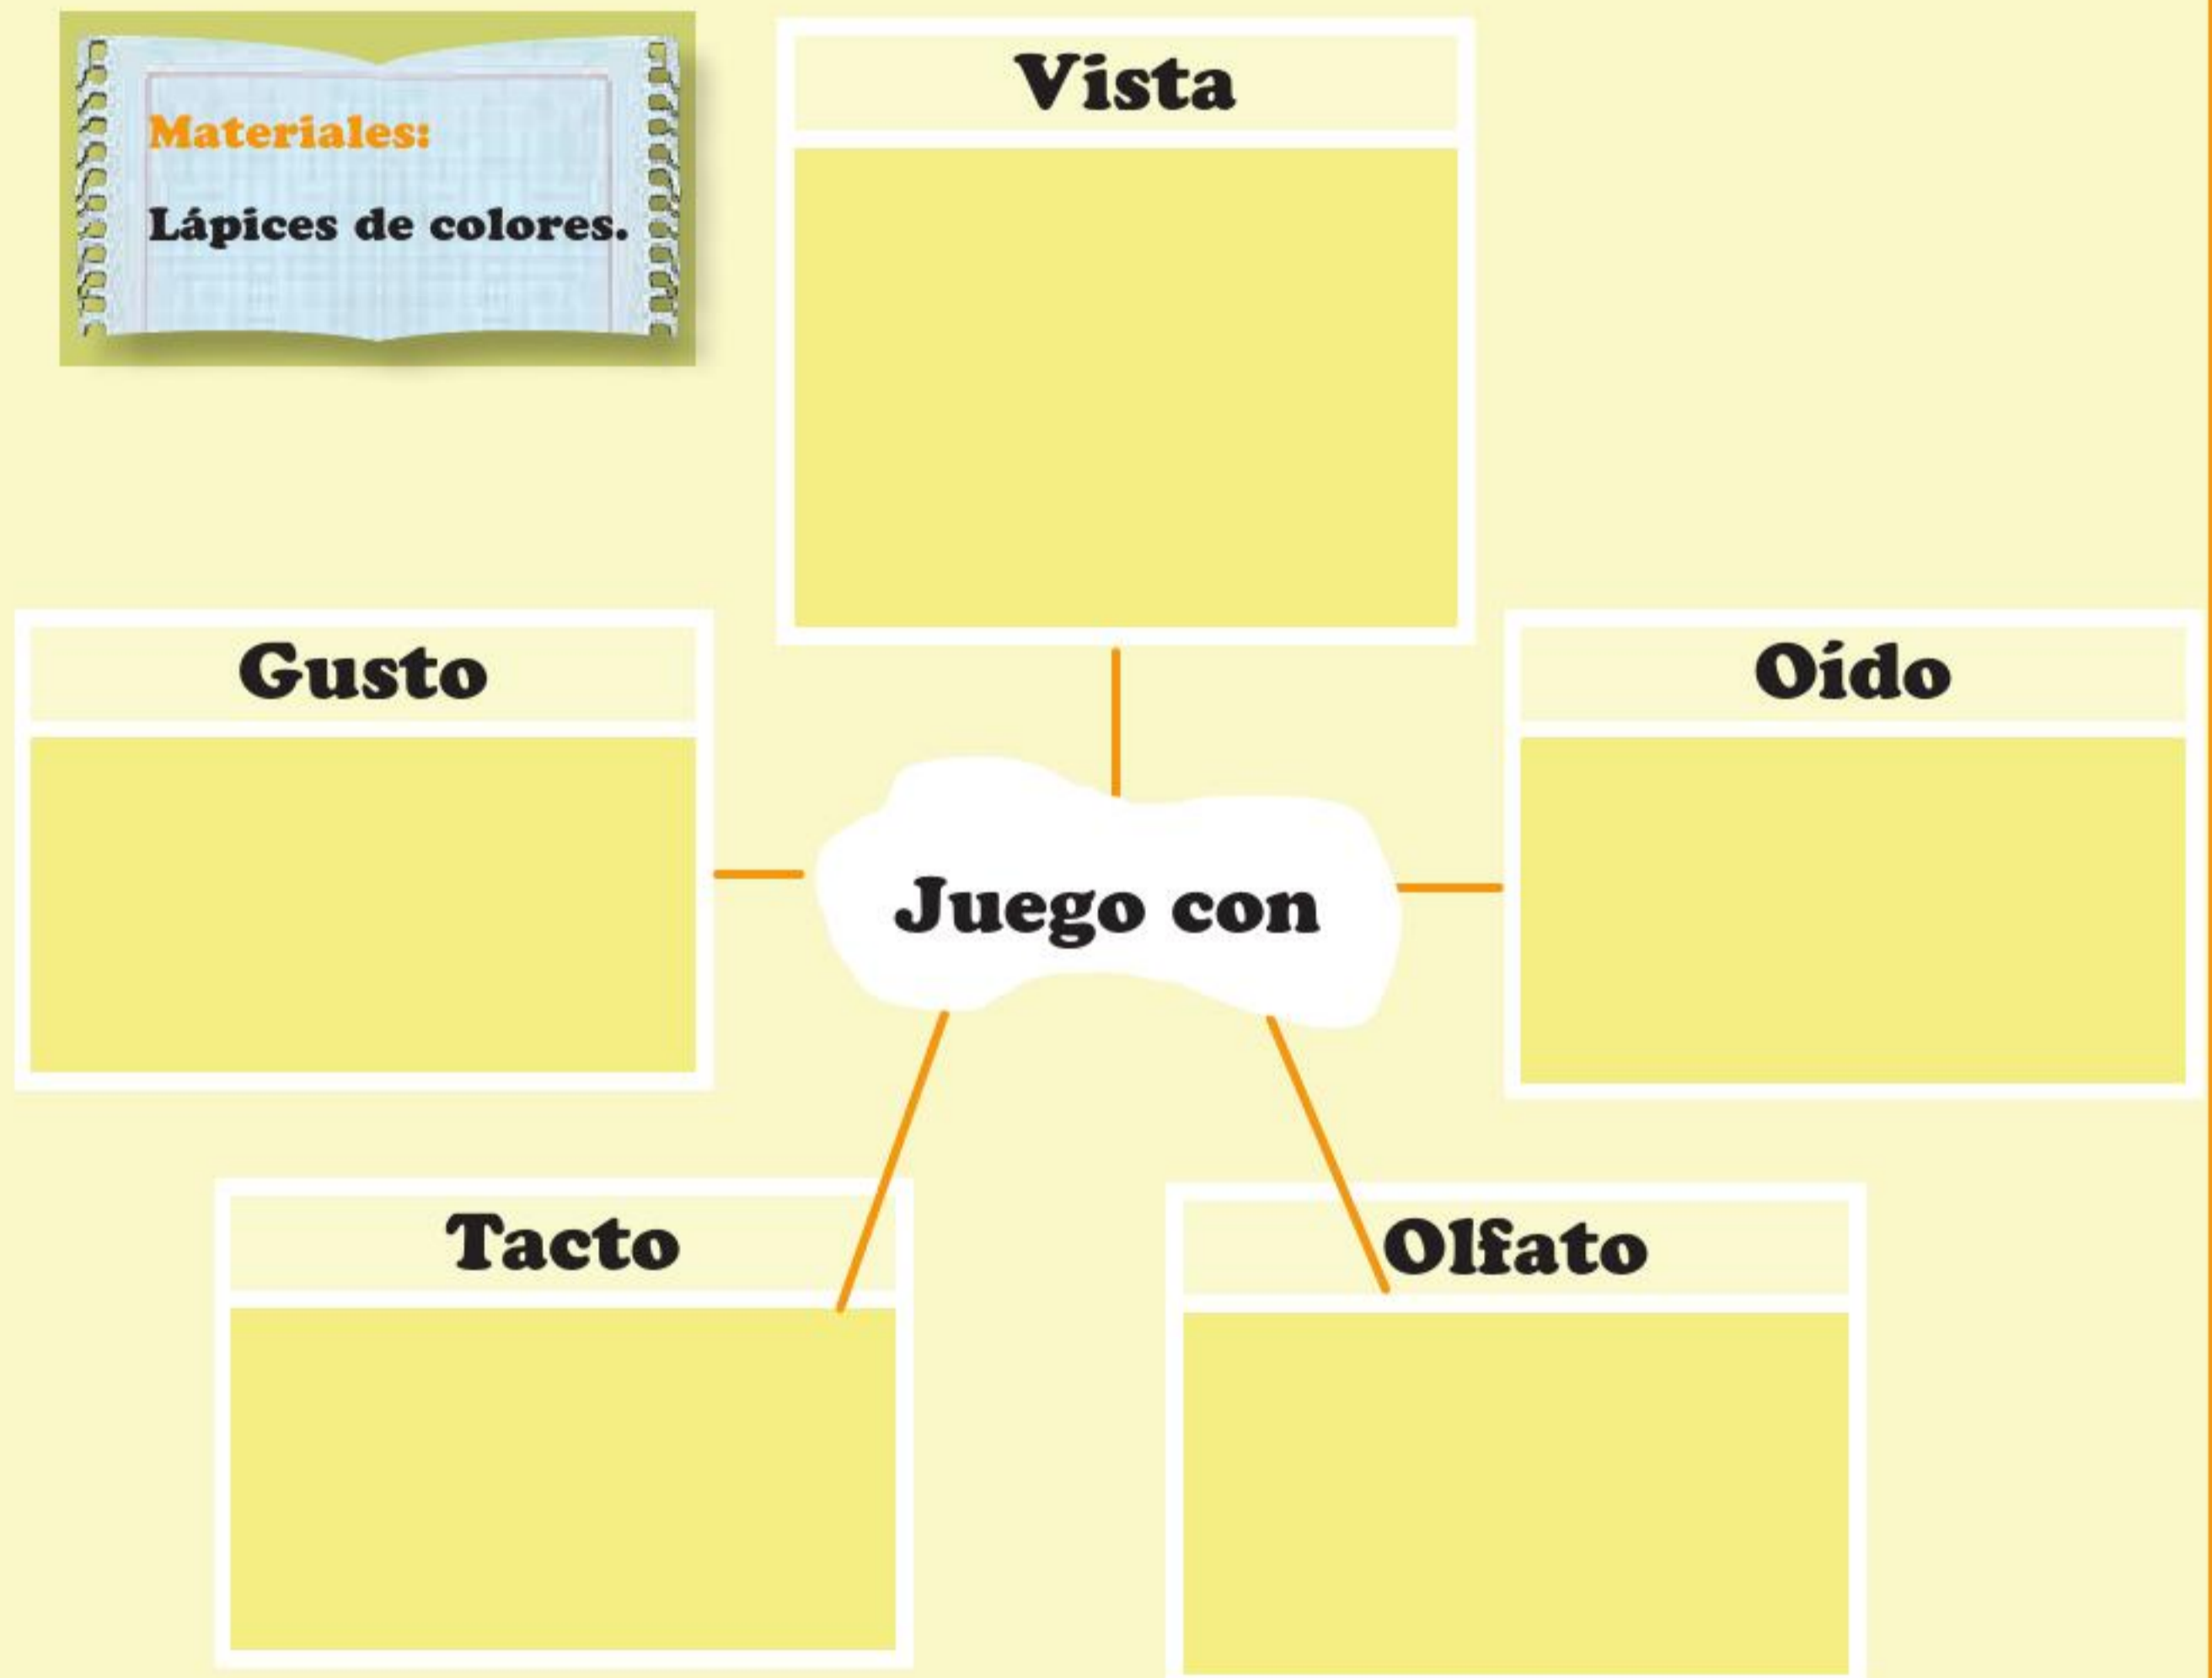 Materiales:
Lápices de colores.
Vista
Gusto
Oído
Juego con
Tacto
Olfato